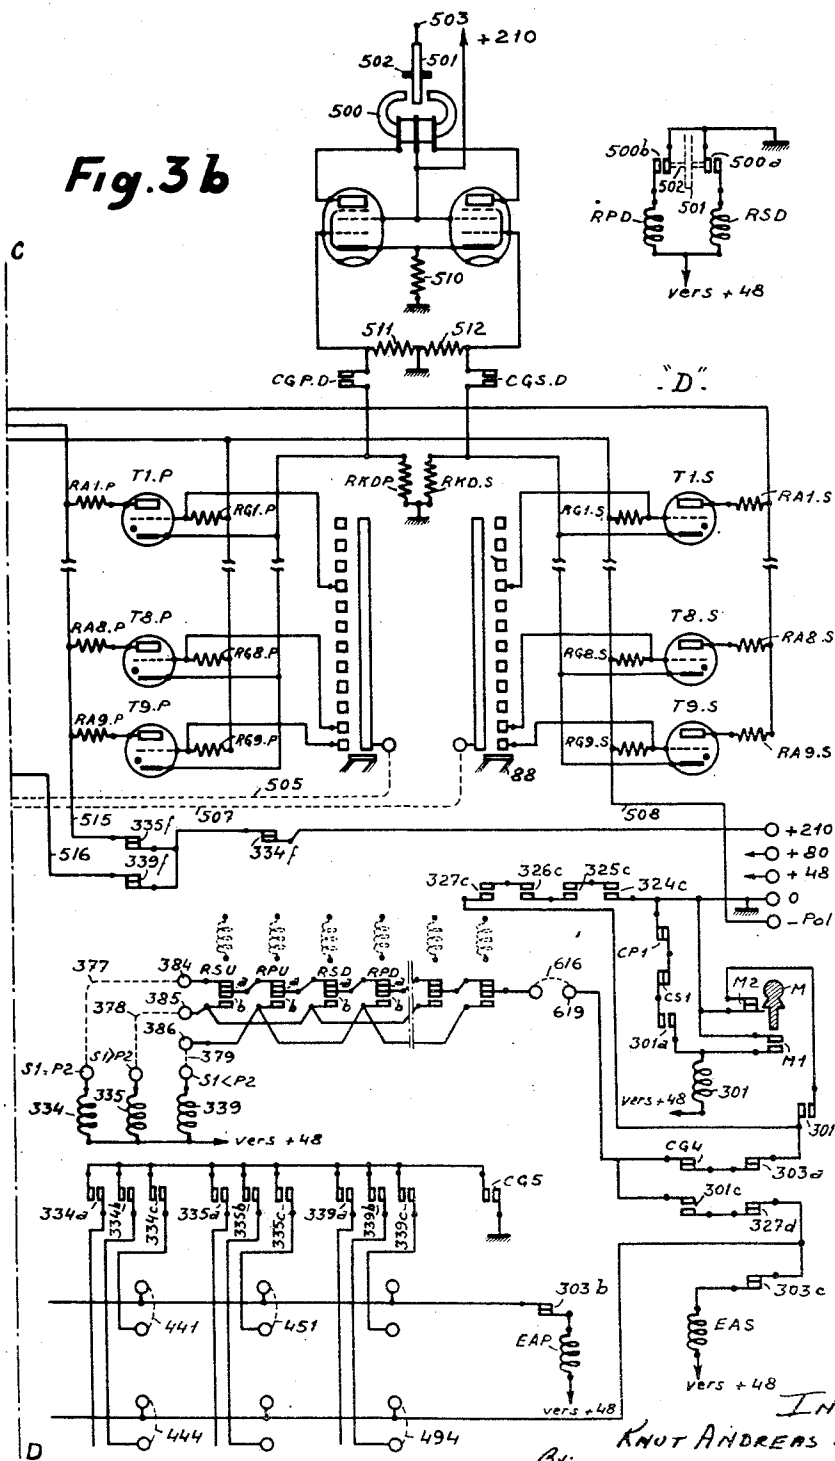 503
+210
502
501
500
Fig. 3b
500b
500a
502
501
RPD
RSD
vers +48
C
510
511
512
CGP.D
CGS.D
"D"
RKDP
RKD.S
T1.P
RA1.P
RG1.P
T1.S
RA1.S
RG1.S
T8.P
RA8.P
RG8.P
T8.S
RA8.S
RG8.S
T9.P
RA9.P
RG9.P
T9.S
RA9.S
RG9.S
88
505
507
508
515
516
335f
339f
334f
+210
+80
+48
0
-Pol
327c
326c
325c
324c
CP1
CS1
301a
M2
M
M1
301
vers +48
301
377
384
RSU
RPU
RSD
RPD
a
a
a
a
b
b
b
b
378
385
386
379
616
619
S1=P2
S1>P2
S1<P2
334
335
339
vers +48
CG4
303a
301c
327d
CG5
334a
334b
334c
335a
335b
335c
339a
339b
339c
303b
303c
441
451
EAP
EAS
vers +48
vers +48
444
494
D
IN
KNUT ANDREAS
By: